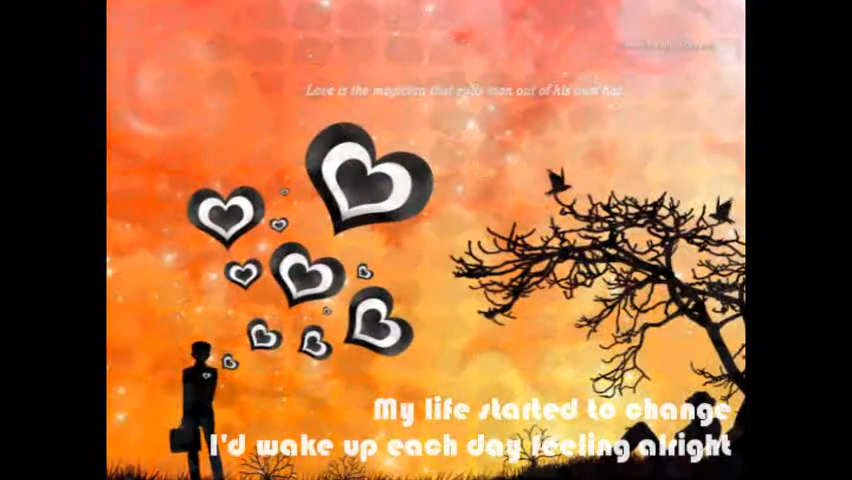 Love is the magician that pulls man out of his own hat
My life started to change
I'd wake up each day feeling alright